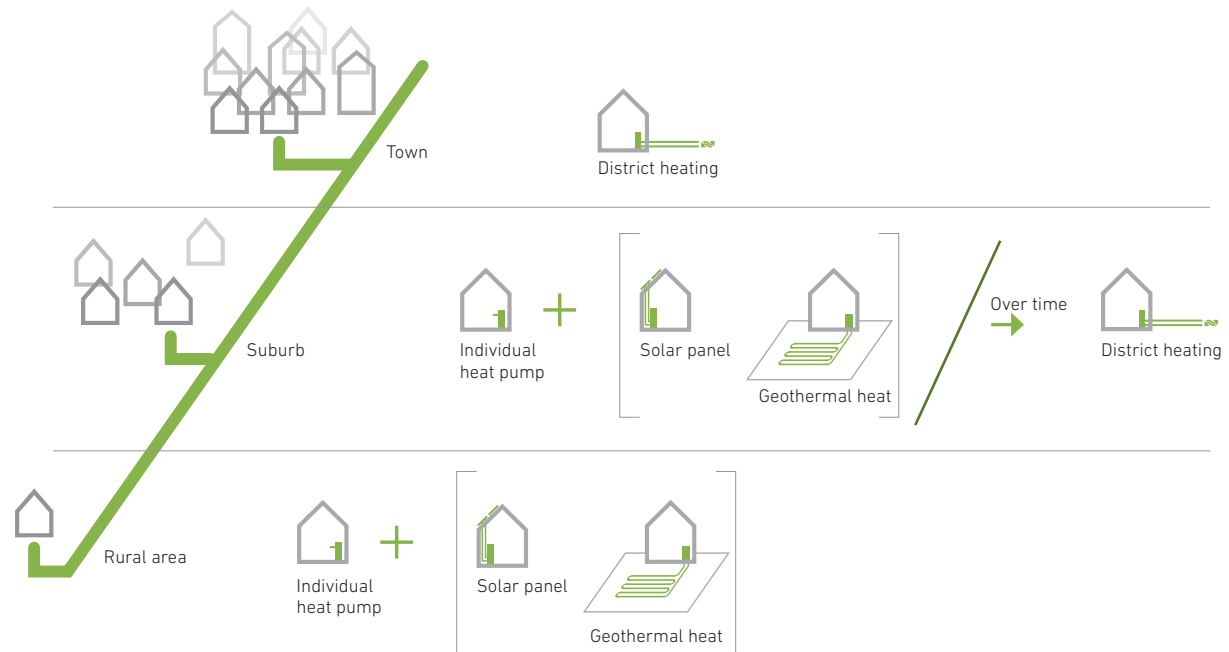 Town
District heating
Suburb
Individual
heat pump
Solar panel
Geothermal heat
Over time
District heating
Rural area
Individual
heat pump
Solar panel
Geothermal heat